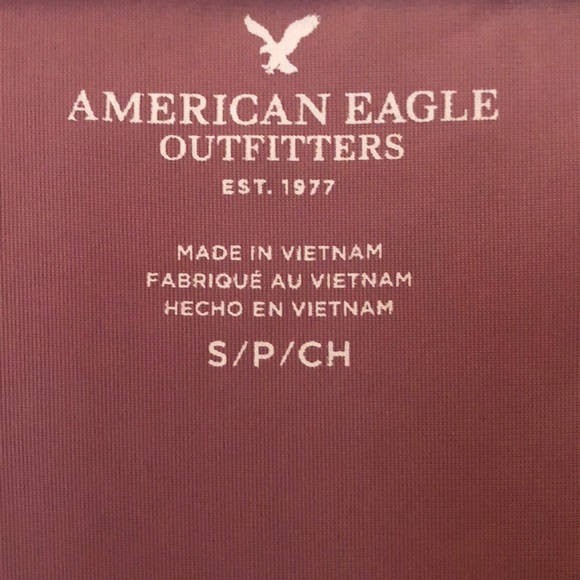 AMERICAN EAGLE
OUTFITTERS
EST. 1977
MADE IN VIETNAM
FABRIQUÉ AU VIETNAM
HECHO EN VIETNAM
S/P/CH